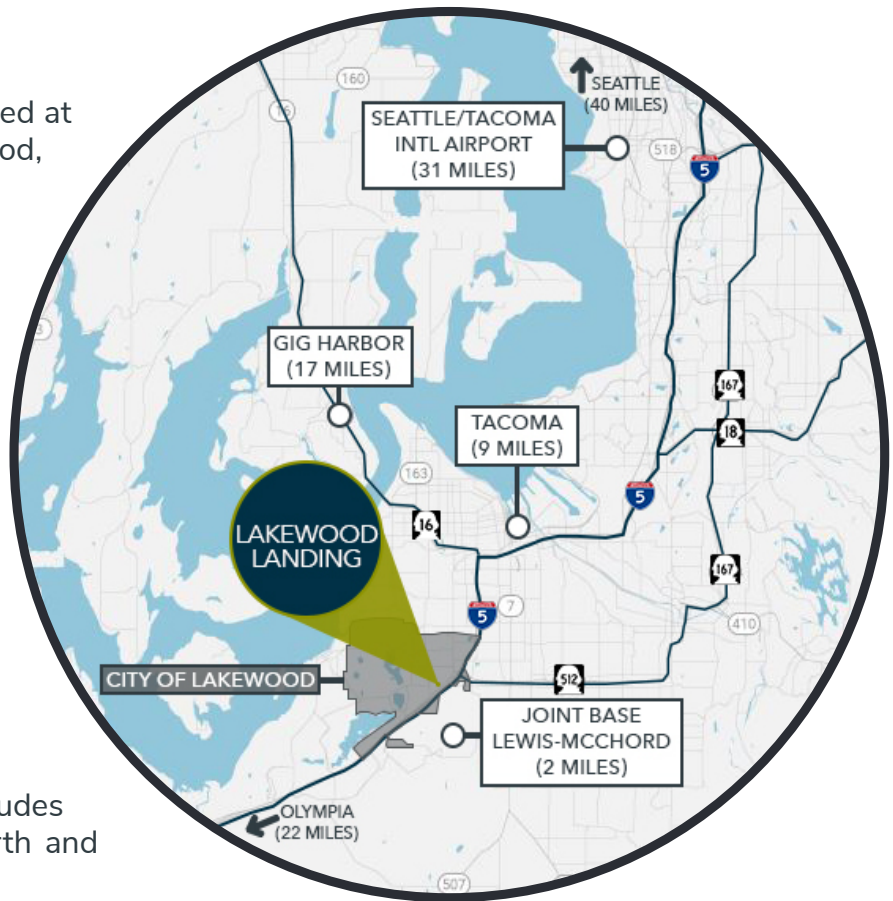 ed at
od,
160
16
SEATTLE
(40 MILES)
SEATTLE/TACOMA
INTL AIRPORT
(31 MILES)
518
5
GIG HARBOR
(17 MILES)
167
18
TACOMA
(9 MILES)
163
5
16
LAKEWOOD
LANDING
167
5
7
410
CITY OF LAKEWOOD
512
JOINT BASE
LEWIS-MCCHORD
(2 MILES)
udes
rth and
OLYMPIA
(22 MILES)
507